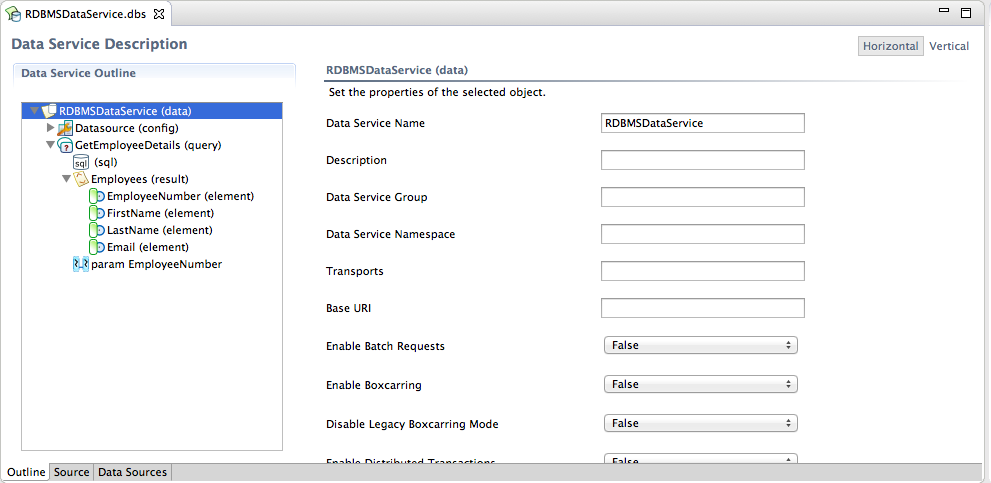 RDBMSDataService.dbs
Data Service Description
Horizontal Vertical
Data Service Outline
RDBMSDataService (data)
Datasource (config)
GetEmployeeDetails (query)
sql (sql)
Employees (result)
EmployeeNumber (element)
FirstName (element)
LastName (element)
Email (element)
param EmployeeNumber
RDBMSDataService (data)
Set the properties of the selected object.
Data Service Name RDBMSDataService
Description
Data Service Group
Data Service Namespace
Transports
Base URI
Enable Batch Requests False
Enable Boxcarring False
Disable Legacy Boxcarring Mode False
Enable Distributed Transactions False
Outline Source Data Sources